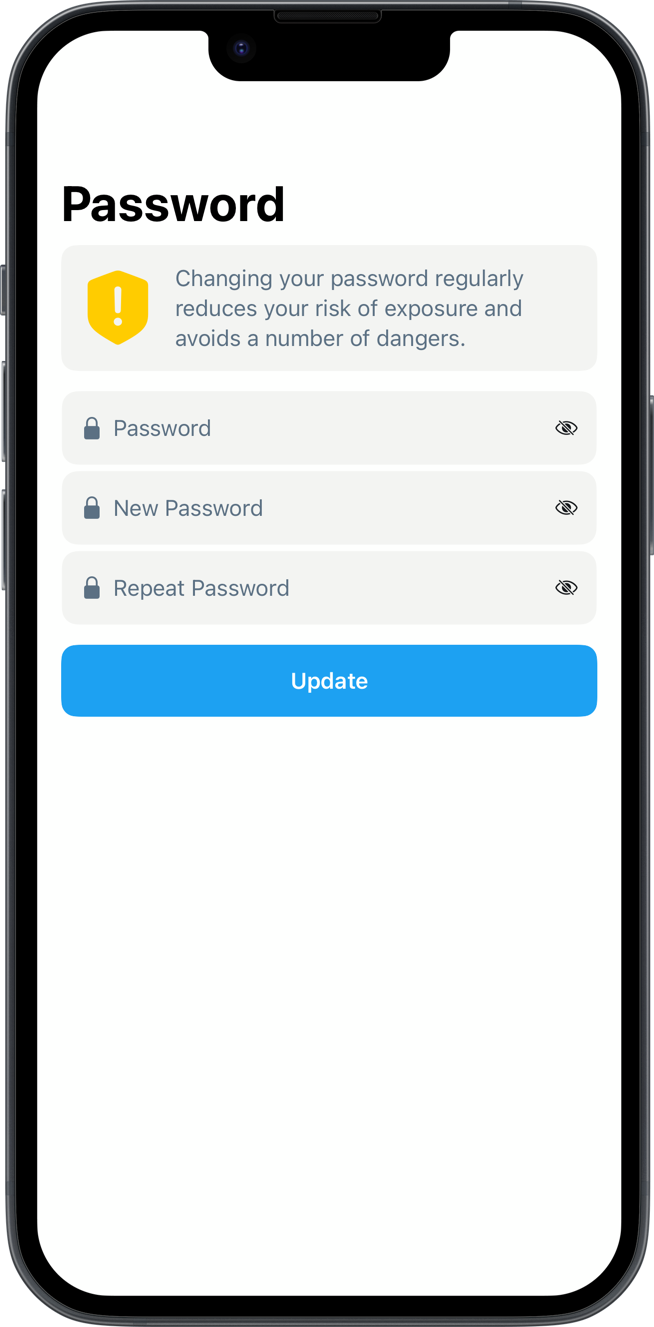 Password
Changing your password regularly
reduces your risk of exposure and
avoids a number of dangers.
Password
New Password
Repeat Password
Update